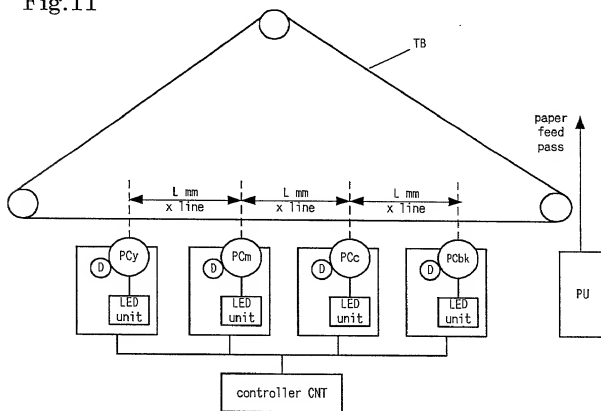 Fig.11
TB
paper
feed
pass
L mm
x line
L mm
x line
L mm
x line
PCy
D
LED
unit
PCm
D
LED
unit
PCc
D
LED
unit
PCbk
D
LED
unit
PU
controller CNT